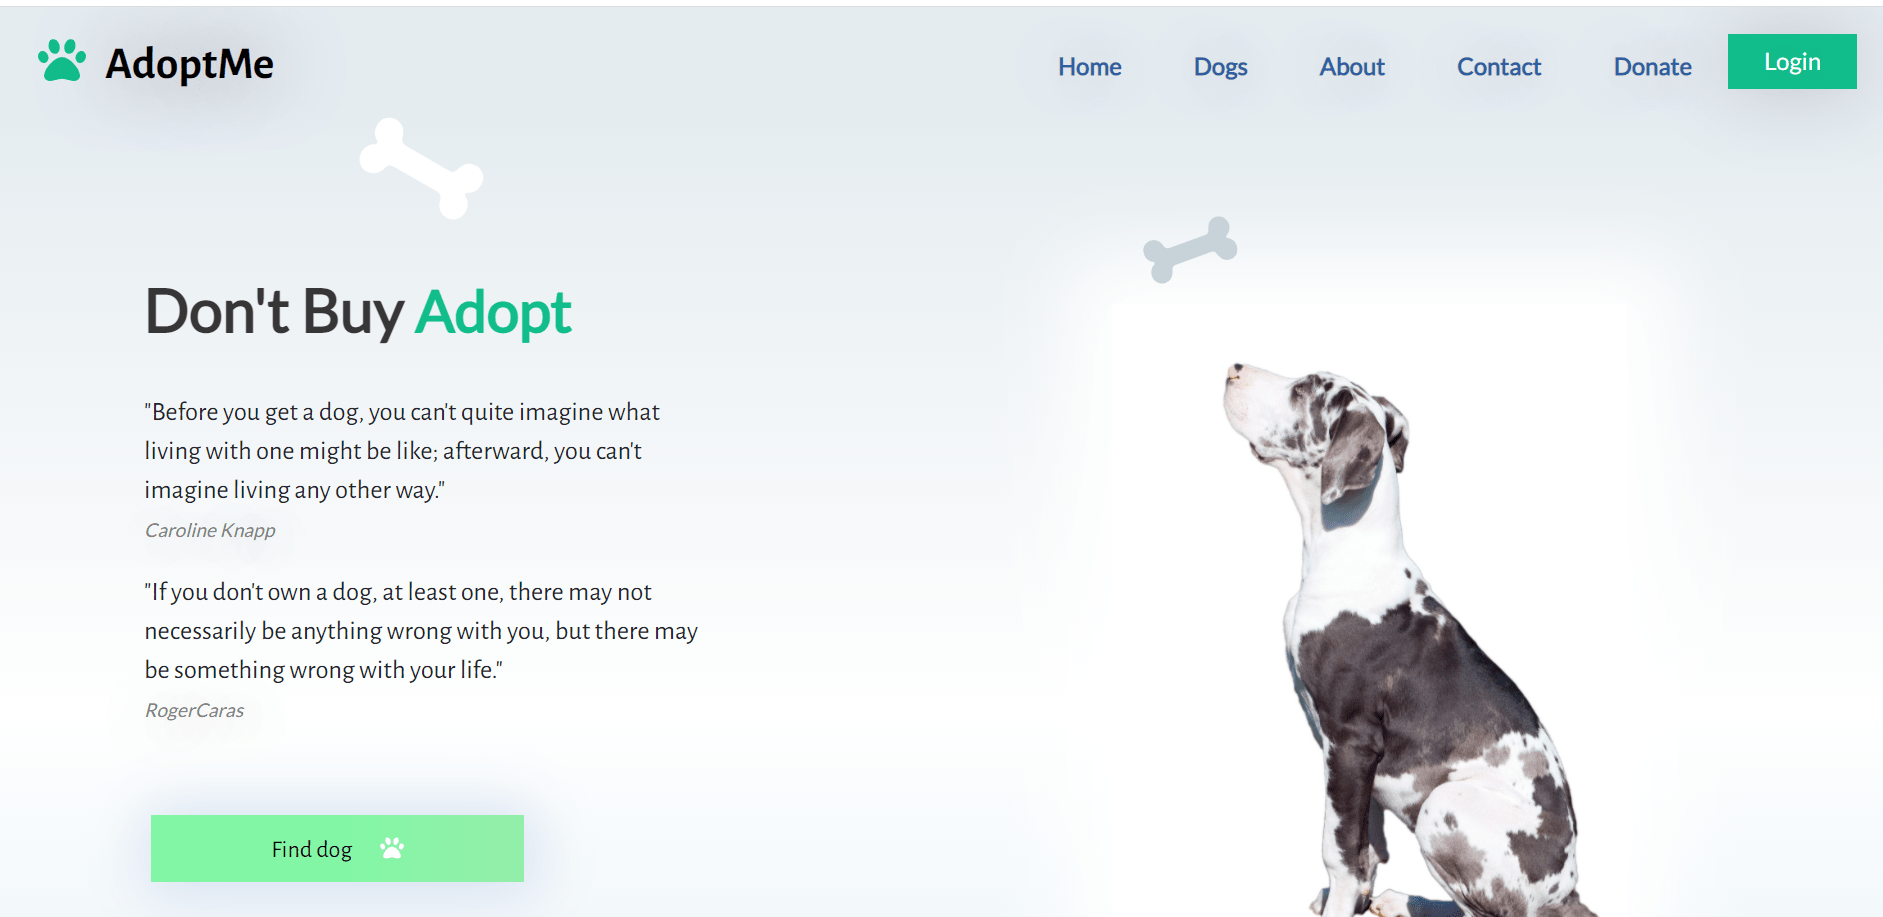 AdoptMe
Home Dogs About Contact Donate Login
Don't Buy Adopt
"Before you get a dog, you can't quite imagine what
living with one might be like; afterward, you can't
imagine living any other way."
Caroline Knapp
"If you don't own a dog, at least one, there may not
necessarily be anything wrong with you, but there may
be something wrong with your life."
RogerCaras
Find dog